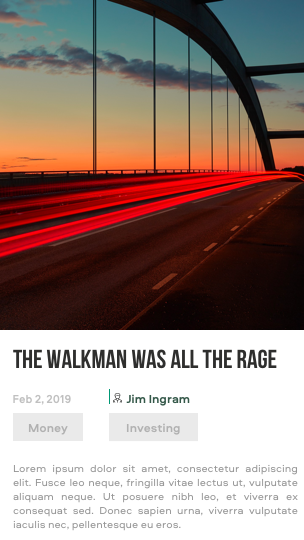 THE WALKMAN WAS ALL THE RAGE
Feb 2, 2019
Jim Ingram
Money
Investing
Lorem ipsum dolor sit amet, consectetur adipiscing
elit. Fusce leo neque, fringilla vitae lectus ut, vulputate
aliquam neque. Ut posuere nibh leo, et viverra ex
consequat sed. Donec sapien urna, viverra vulputate
iaculis nec, pellentesque eu eros.